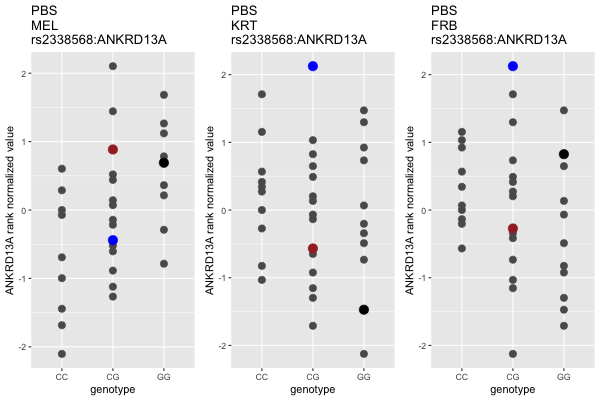 PBS
MEL
rs2338568:ANKRD13A
ANKRD13A rank normalized value
2
1
0
-1
-2
CC CG GG
genotype
PBS
KRT
rs2338568:ANKRD13A
ANKRD13A rank normalized value
2
1
0
-1
-2
CC CG GG
genotype
PBS
FRB
rs2338568:ANKRD13A
ANKRD13A rank normalized value
2
1
0
-1
-2
CC CG GG
genotype